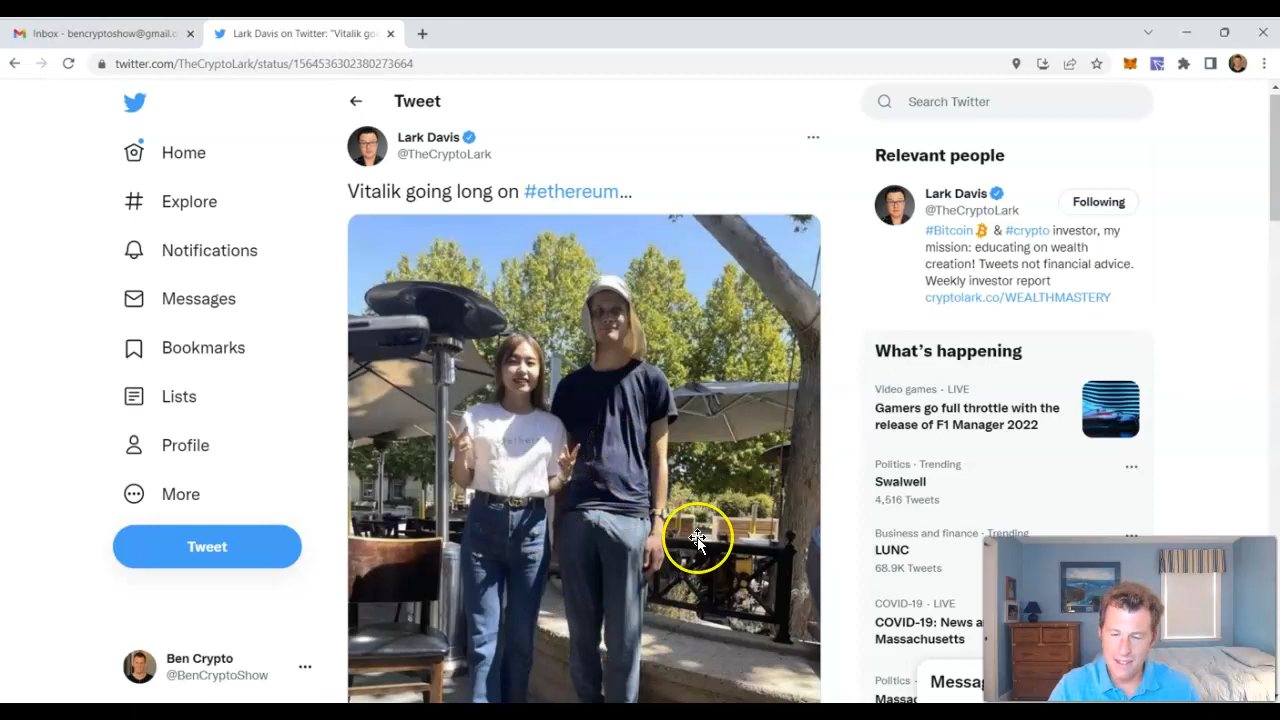 Inbox - bencryptoshow@gmail.c
Lark Davis on Twitter: "Vitalik go
twitter.com/TheCryptoLark/status/1564536302380273664
Tweet
Search Twitter
Home
Explore
Notifications
Messages
Bookmarks
Lists
Profile
More
Tweet
Ben Crypto
@BenCryptoShow
Lark Davis
@TheCryptoLark
Vitalik going long on #ethereum...
Relevant people
Lark Davis
@TheCryptoLark
Following
#Bitcoin & #crypto investor, my
mission: educating on wealth
creation! Tweets not financial advice.
Weekly investor report
cryptolark.co/WEALTHMASTERY
What's happening
Video games · LIVE
Gamers go full throttle with the
release of F1 Manager 2022
Politics · Trending
Swalwell
4,516 Tweets
Business and finance · Trending
LUNC
68.9K Tweets
COVID-19 · LIVE
COVID-19: News a
Massachusetts
Politics ·
Massac
Messa